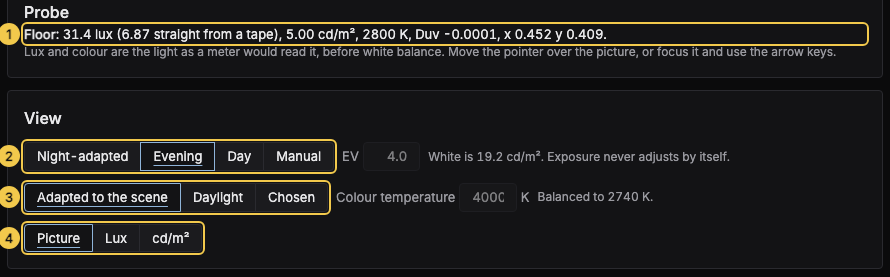 Probe
1 Floor: 31.4 lux (6.87 straight from a tape), 5.00 cd/m², 2800 K, Duv -0.0001, x 0.452 y 0.409.
Lux and colour are the light as a meter would read it, before white balance. Move the pointer over the picture, or focus it and use the arrow keys.
View
2 Night-adapted Evening Day Manual EV 4.0 White is 19.2 cd/m². Exposure never adjusts by itself.
3 Adapted to the scene Daylight Chosen Colour temperature 4000 K Balanced to 2740 K.
4 Picture Lux cd/m²